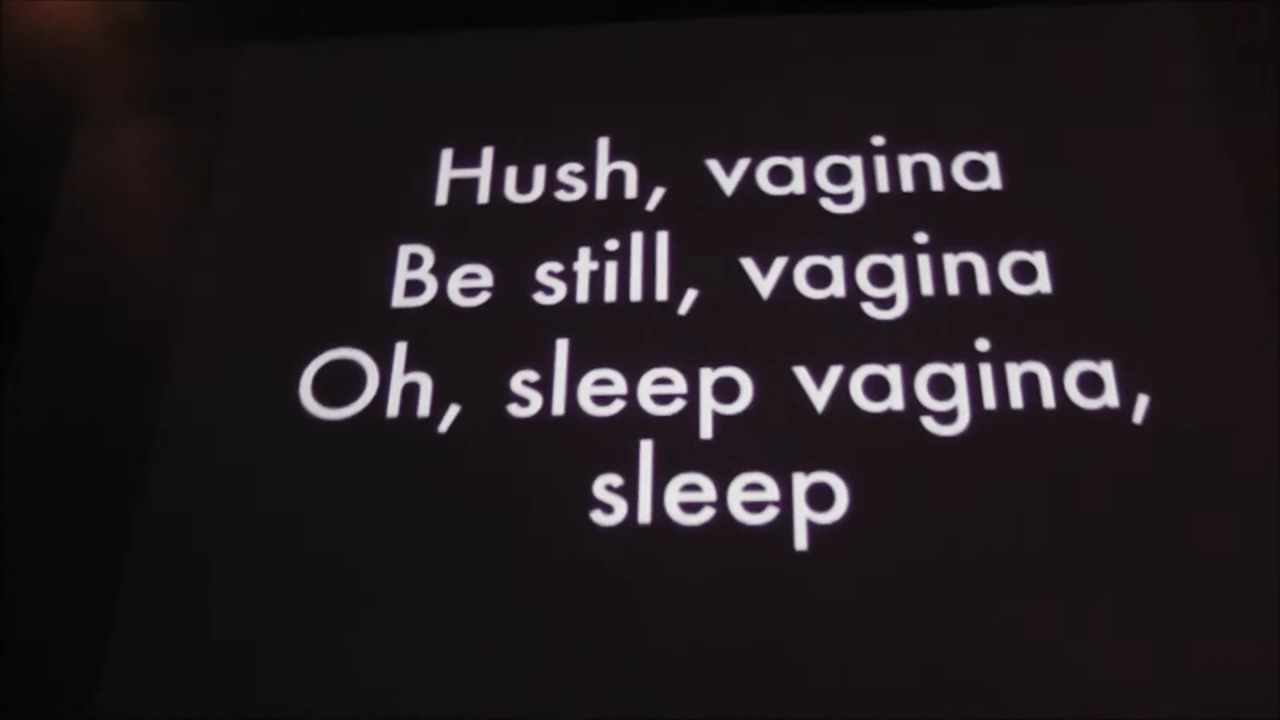 Hush, vagina
Be still, vagina
Oh, sleep vagina,
sleep